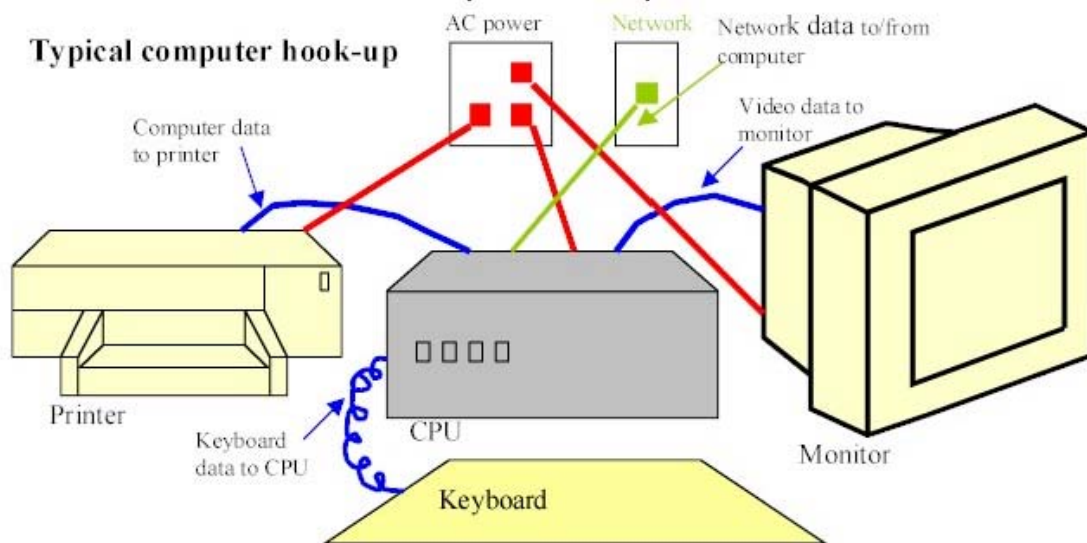 AC power
Network
Network data to/from
computer
Typical computer hook-up
Video data to
monitor
Computer data
to printer
Printer
CPU
Keyboard
data to CPU
Monitor
Keyboard